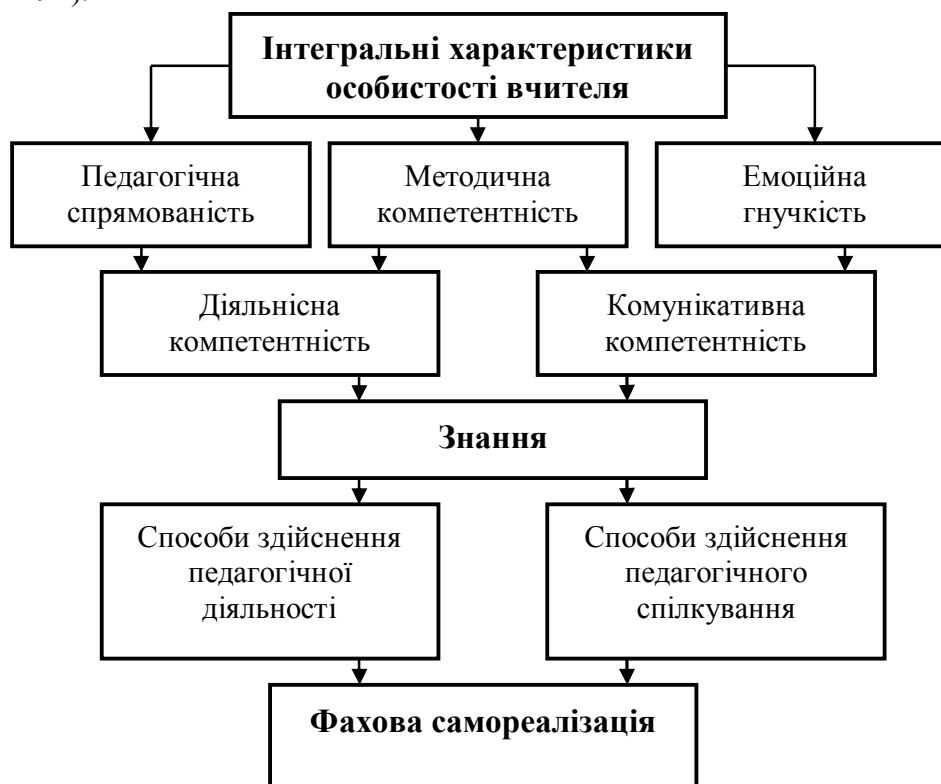 Інтегральні характеристики
особистості вчителя
Педагогічна
спрямованість
Методична
компетентність
Емоційна
гнучкість
Діяльнісна
компетентність
Комунікативна
компетентність
Знання
Способи здійснення
педагогічної
діяльності
Способи здійснення
педагогічного
спілкування
Фахова самореалізація